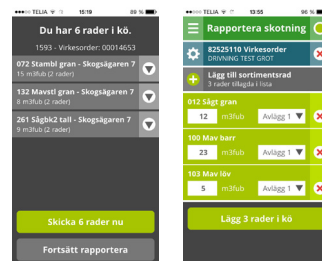 TELIA 15:19 89 %
Du har 6 rader i kö.
1593 - Virkesorder: 00014653
072 Stambl gran - Skogsägaren 7
15 m3fub (2 rader)
132 Mavstl gran - Skogsägaren 7
8 m3fub (2 rader)
261 Sågbk2 tall - Skogsägaren 7
9 m3fub (2 rader)
Skicka 6 rader nu
Fortsätt rapportera
TELIA 13:55 96 %
Rapportera skotning
82525110 Virkesorder
DRIVNING TEST GROT
Lägg till sortimentsrad
3 rader tillagda i lista
012 Sågt gran
12 m3fub Avlägg 1
100 Mav barr
23 m3fub Avlägg 1
103 Mav löv
5 m3fub Avlägg 1
Lägg 3 rader i kö